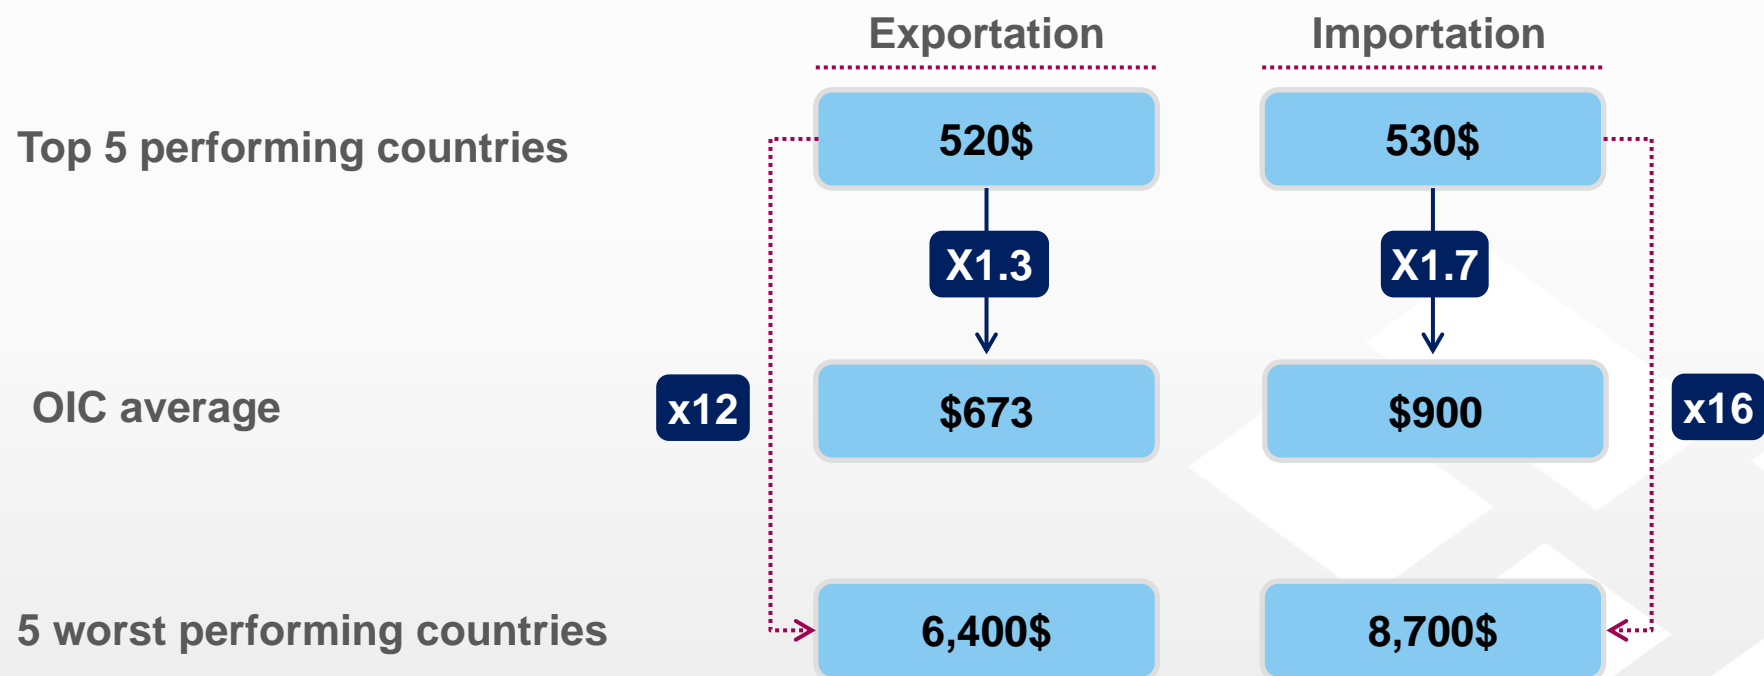 Exportation
Importation
Top 5 performing countries
520$
530$
X1.3
X1.7
OIC average
x12
$673
$900
x16
5 worst performing countries
6,400$
8,700$